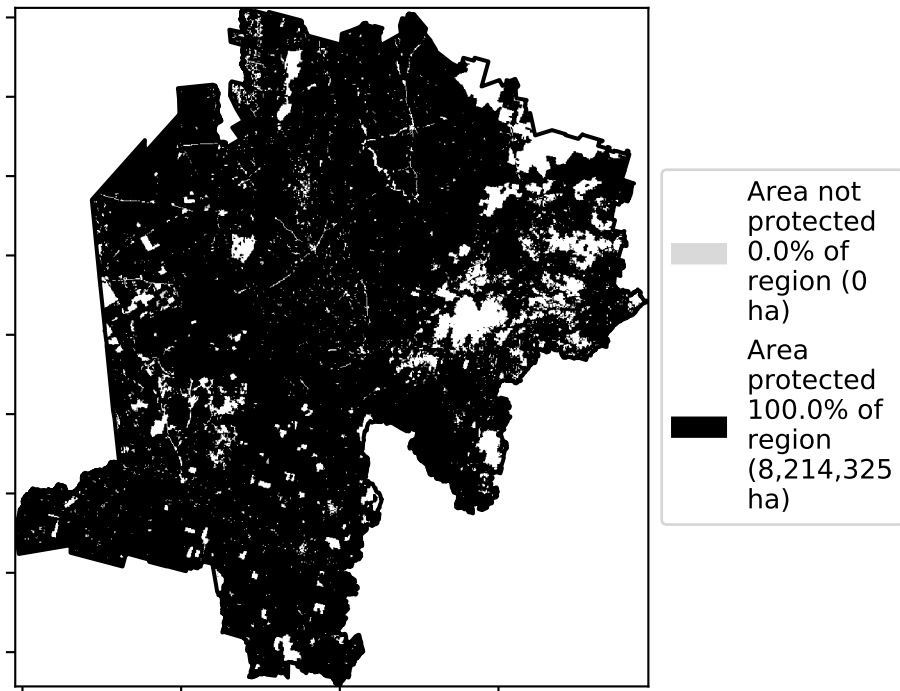 Area not
protected
0.0% of
region (0
ha)
Area
protected
100.0% of
region
(8,214,325
ha)